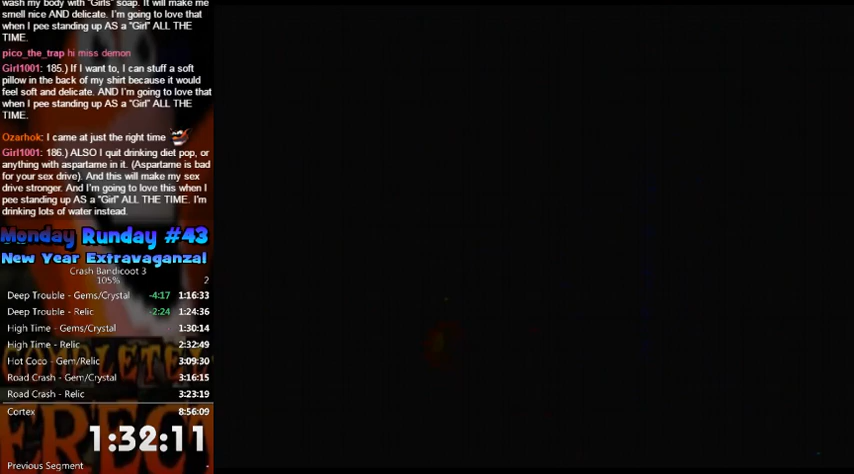 wash my body with "Girls" soap. It will make me
smell nice AND delicate. I'm going to love that
when I pee standing up AS a "Girl" ALL THE
TIME.
pico_the_trap hi miss demon
Girl1001: 185.) If I want to, I can stuff a soft
pillow in the back of my shirt because it would
feel soft and delicate. AND I'm going to love that
when I pee standing up AS a "Girl" ALL THE
TIME.
Ozarhok: I came at just the right time
Girl1001: 186.) ALSO I quit drinking diet pop, or
anything with aspartame in it. (Aspartame is bad
for your sex drive). And this will make my sex
drive stronger. And I'm going to love this when I
pee standing up AS a "Girl" ALL THE TIME. I'm
drinking lots of water instead.
Monday Runday #43
New Year Extravaganza!
Crash Bandicoot 3
105% 2
Deep Trouble - Gems/Crystal -4:17 1:16:33
Deep Trouble - Relic -2:24 1:24:36
High Time - Gems/Crystal - 1:30:14
High Time - Relic 2:32:49
Hot Coco - Gem/Relic 3:09:30
Road Crash - Gem/Crystal 3:16:15
Road Crash - Relic 3:23:19
Cortex 8:56:09
1:32:11
Previous Segment -